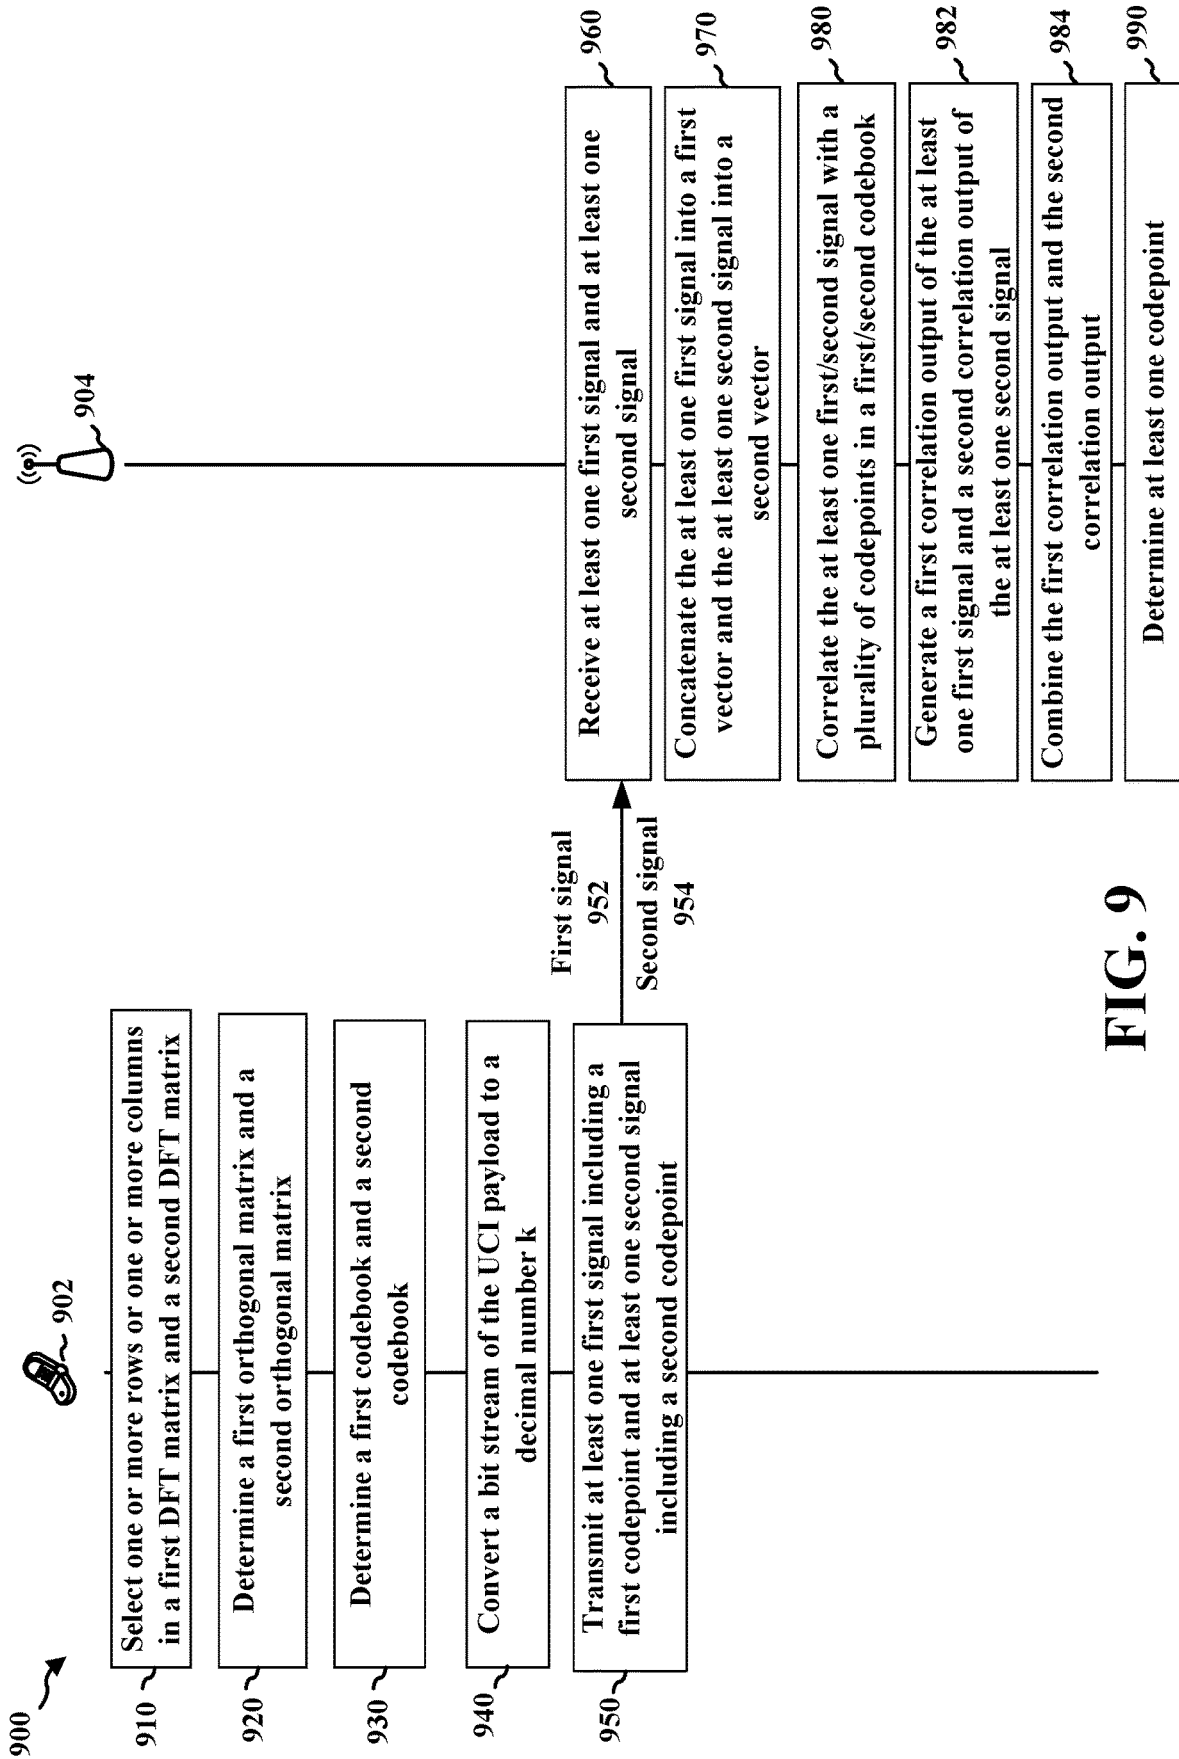 900
902
904
910
Select one or more rows or one or more columns
in a first DFT matrix and a second DFT matrix
920
Determine a first orthogonal matrix and a
second orthogonal matrix
930
Determine a first codebook and a second
codebook
940
Convert a bit stream of the UCI payload to a
decimal number k
950
Transmit at least one first signal including a
first codepoint and at least one second signal
including a second codepoint
First signal
952
Second signal
954
960
Receive at least one first signal and at least one
second signal
970
Concatenate the at least one first signal into a first
vector and the at least one second signal into a
second vector
980
Correlate the at least one first/second signal with a
plurality of codepoints in a first/second codebook
982
Generate a first correlation output of the at least
one first signal and a second correlation output of
the at least one second signal
984
Combine the first correlation output and the second
correlation output
990
Determine at least one codepoint
FIG. 9